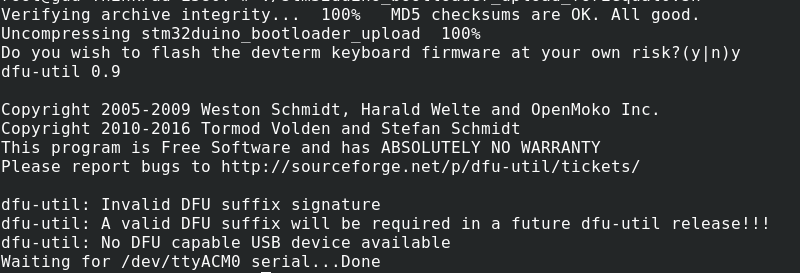 Verifying archive integrity...  100%   MD5 checksums are OK. All good.
Uncompressing stm32duino_bootloader_upload  100%
Do you wish to flash the devterm keyboard firmware at your own risk?(y|n)y
dfu-util 0.9

Copyright 2005-2009 Weston Schmidt, Harald Welte and OpenMoko Inc.
Copyright 2010-2016 Tormod Volden and Stefan Schmidt
This program is Free Software and has ABSOLUTELY NO WARRANTY
Please report bugs to http://sourceforge.net/p/dfu-util/tickets/

dfu-util: Invalid DFU suffix signature
dfu-util: A valid DFU suffix will be required in a future dfu-util release!!!
dfu-util: No DFU capable USB device available
Waiting for /dev/ttyACM0 serial...Done